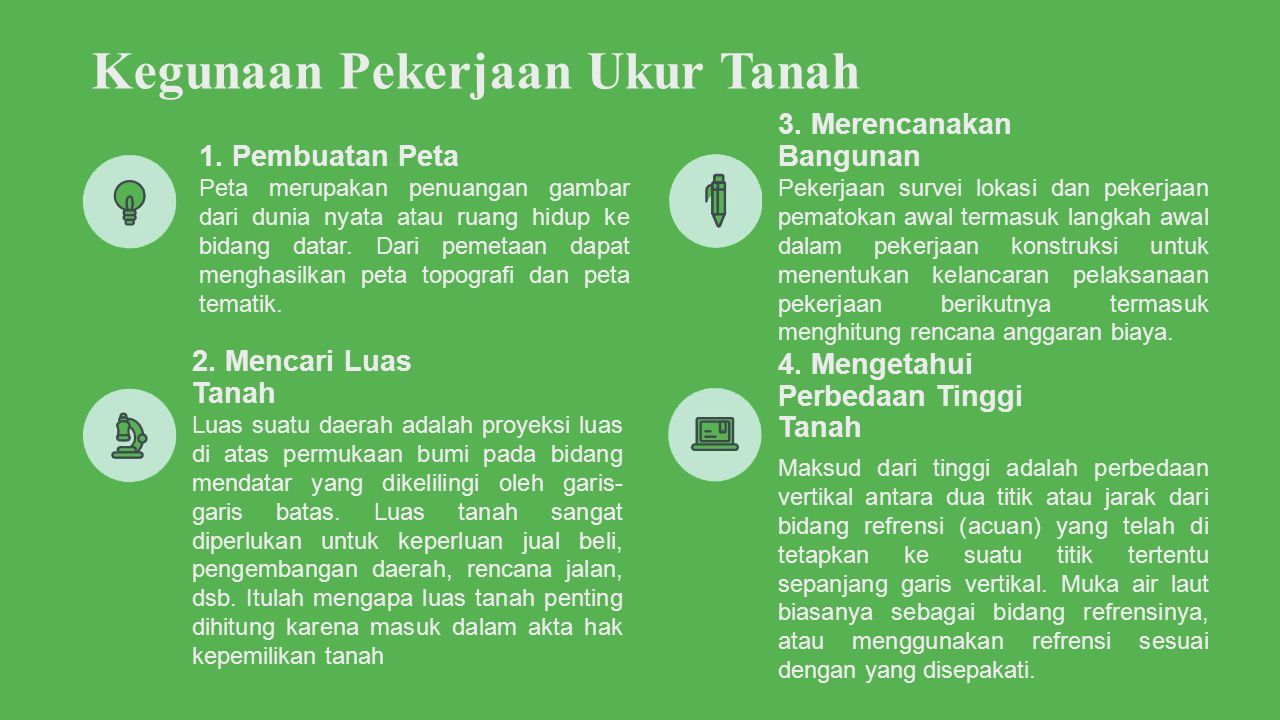 Kegunaan Pekerjaan Ukur Tanah
1. Pembuatan Peta
Peta merupakan penuangan gambar
dari dunia nyata atau ruang hidup ke
bidang datar. Dari pemetaan dapat
menghasilkan peta topografi dan peta
tematik.
2. Mencari Luas
Tanah
Luas suatu daerah adalah proyeksi luas
di atas permukaan bumi pada bidang
mendatar yang dikelilingi oleh garis-
garis batas. Luas tanah sangat
diperlukan untuk keperluan jual beli,
pengembangan daerah, rencana jalan,
dsb. Itulah mengapa luas tanah penting
dihitung karena masuk dalam akta hak
kepemilikan tanah
3. Merencanakan
Bangunan
Pekerjaan survei lokasi dan pekerjaan
pematokan awal termasuk langkah awal
dalam pekerjaan konstruksi untuk
menentukan kelancaran pelaksanaan
pekerjaan berikutnya termasuk
menghitung rencana anggaran biaya.
4. Mengetahui
Perbedaan Tinggi
Tanah
Maksud dari tinggi adalah perbedaan
vertikal antara dua titik atau jarak dari
bidang refrensi (acuan) yang telah di
tetapkan ke suatu titik tertentu
sepanjang garis vertikal. Muka air laut
biasanya sebagai bidang refrensinya,
atau menggunakan refrensi sesuai
dengan yang disepakati.